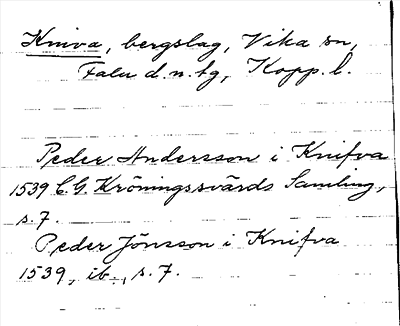 Kniva, bergslag, Vika sn,
Falu d.n. tg, Kopp. l.
Peder Andersson i Knifva
1539 C. G. Kröningssvärds Samling,
s. 7.
Peder Jönsson i Knifva
1539, ib., s. 7.